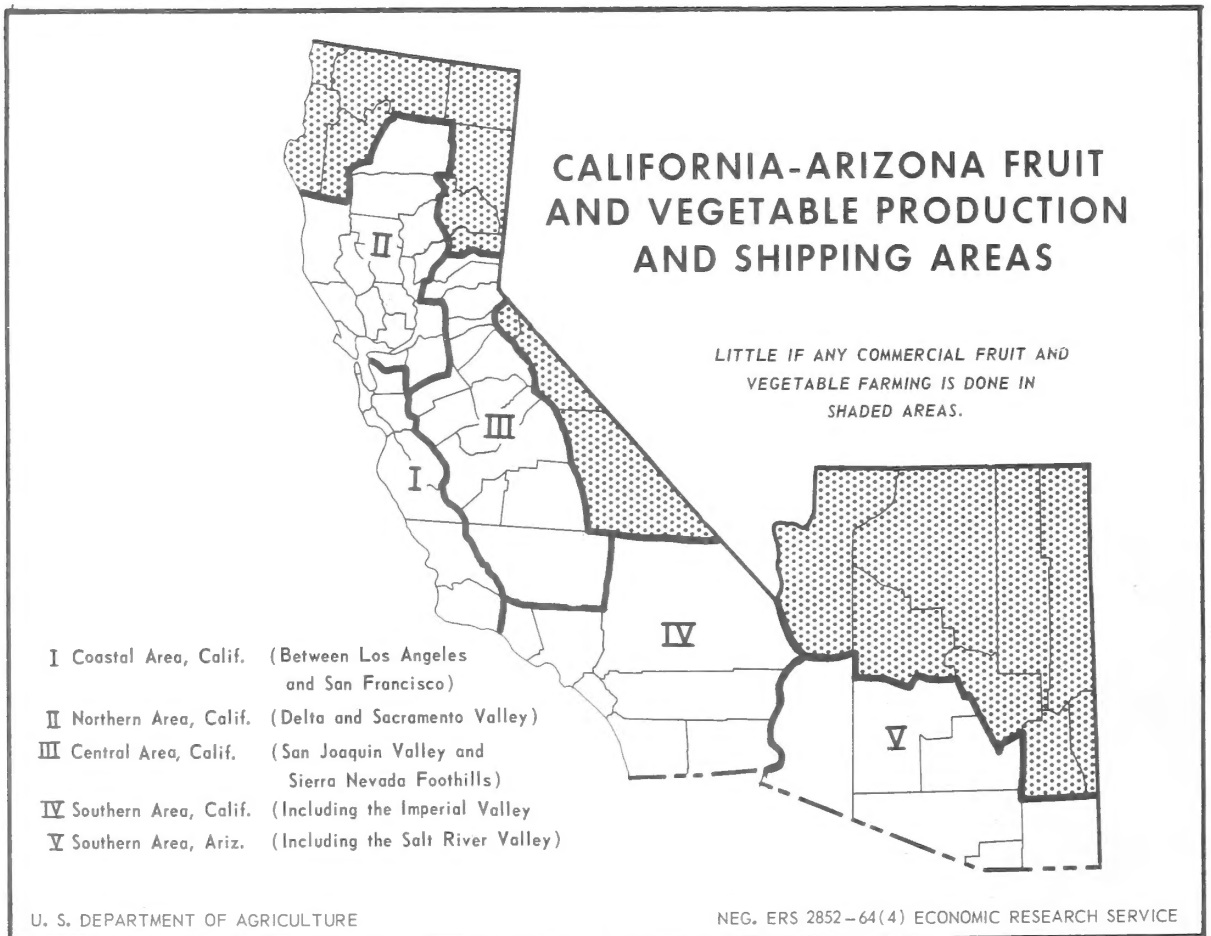 CALIFORNIA-ARIZONA FRUIT
AND VEGETABLE PRODUCTION
AND SHIPPING AREAS
LITTLE IF ANY COMMERCIAL FRUIT AND
VEGETABLE FARMING IS DONE IN
SHADED AREAS.
II
III
I
IV
V
I Coastal Area, Calif. (Between Los Angeles
and San Francisco)
II Northern Area, Calif. (Delta and Sacramento Valley)
III Central Area, Calif. (San Joaquin Valley and
Sierra Nevada Foothills)
IV Southern Area, Calif. (Including the Imperial Valley
V Southern Area, Ariz. (Including the Salt River Valley)
U. S. DEPARTMENT OF AGRICULTURE
NEG. ERS 2852-64(4) ECONOMIC RESEARCH SERVICE